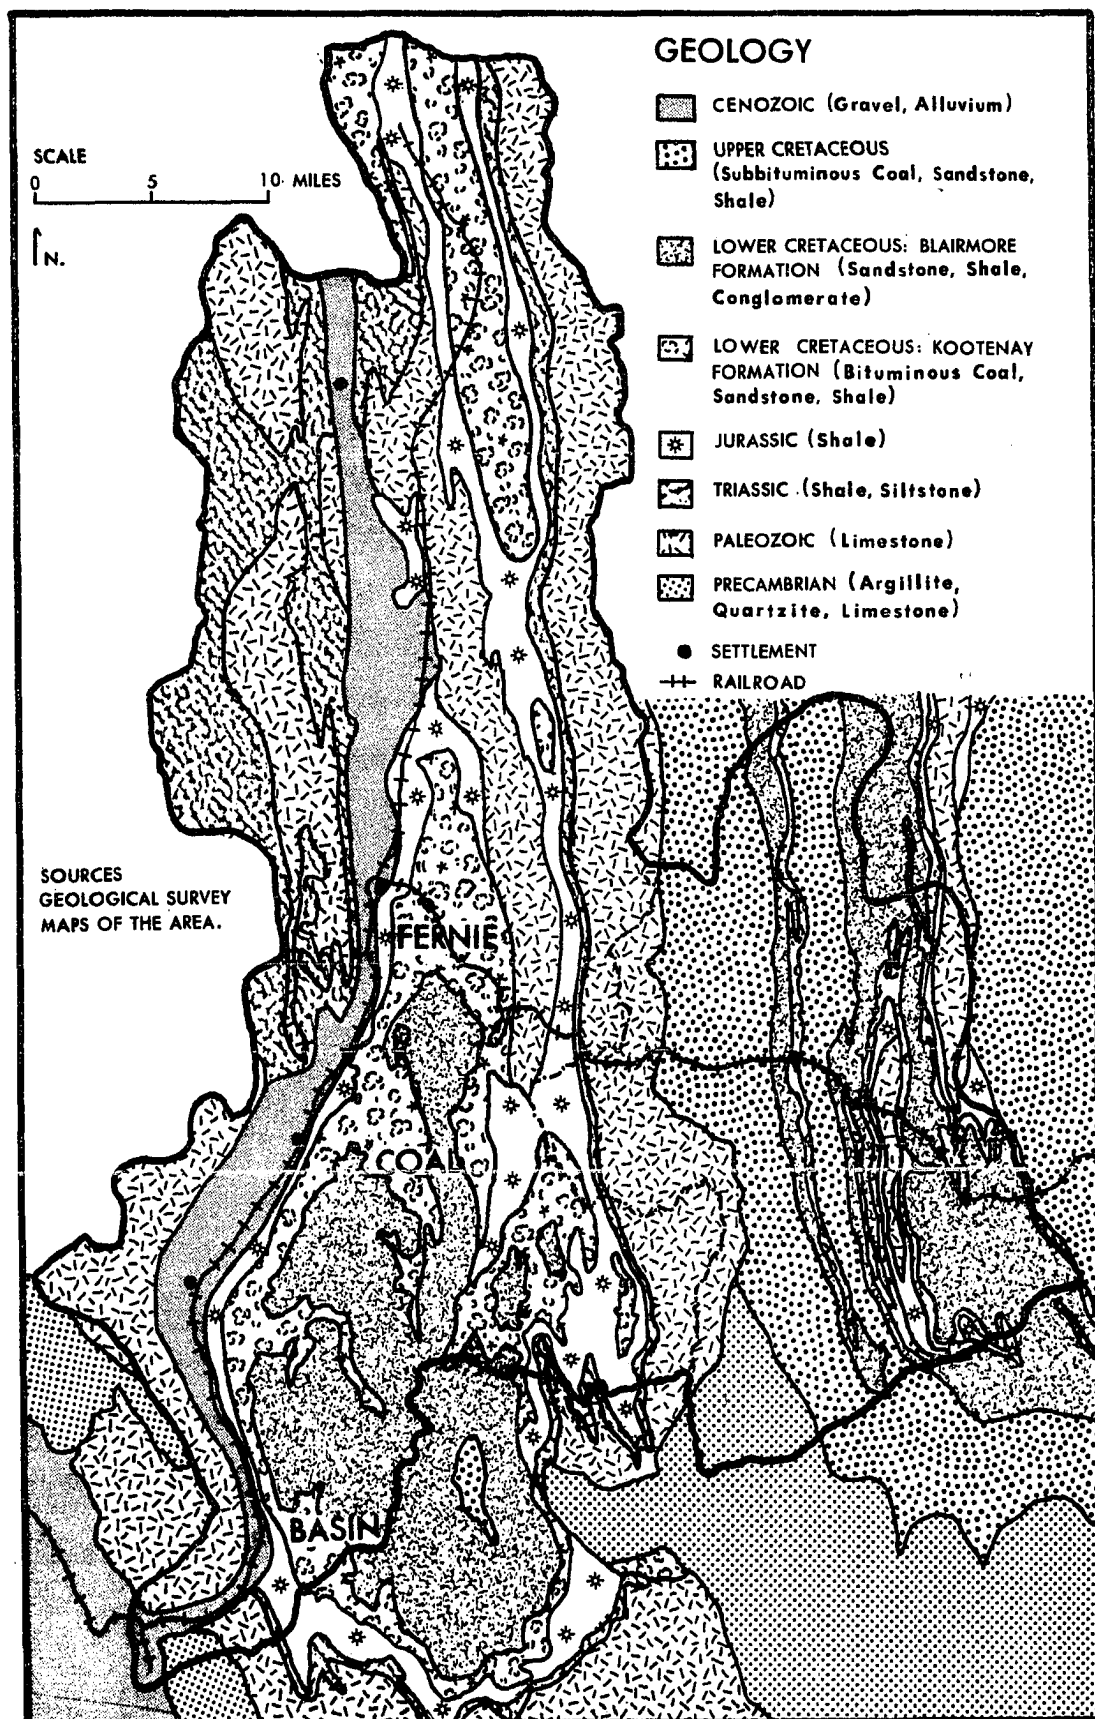 GEOLOGY
CENOZOIC (Gravel, Alluvium)
UPPER CRETACEOUS
(Subbituminous Coal, Sandstone,
Shale)
LOWER CRETACEOUS: BLAIRMORE
FORMATION (Sandstone, Shale,
Conglomerate)
LOWER CRETACEOUS: KOOTENAY
FORMATION (Bituminous Coal,
Sandstone, Shale)
JURASSIC (Shale)
TRIASSIC (Shale, Siltstone)
PALEOZOIC (Limestone)
PRECAMBRIAN (Argillite,
Quartzite, Limestone)
SETTLEMENT
RAILROAD
SCALE
0 5 10 MILES
N.
SOURCES
GEOLOGICAL SURVEY
MAPS OF THE AREA.
FERNIE
COAL
BASIN